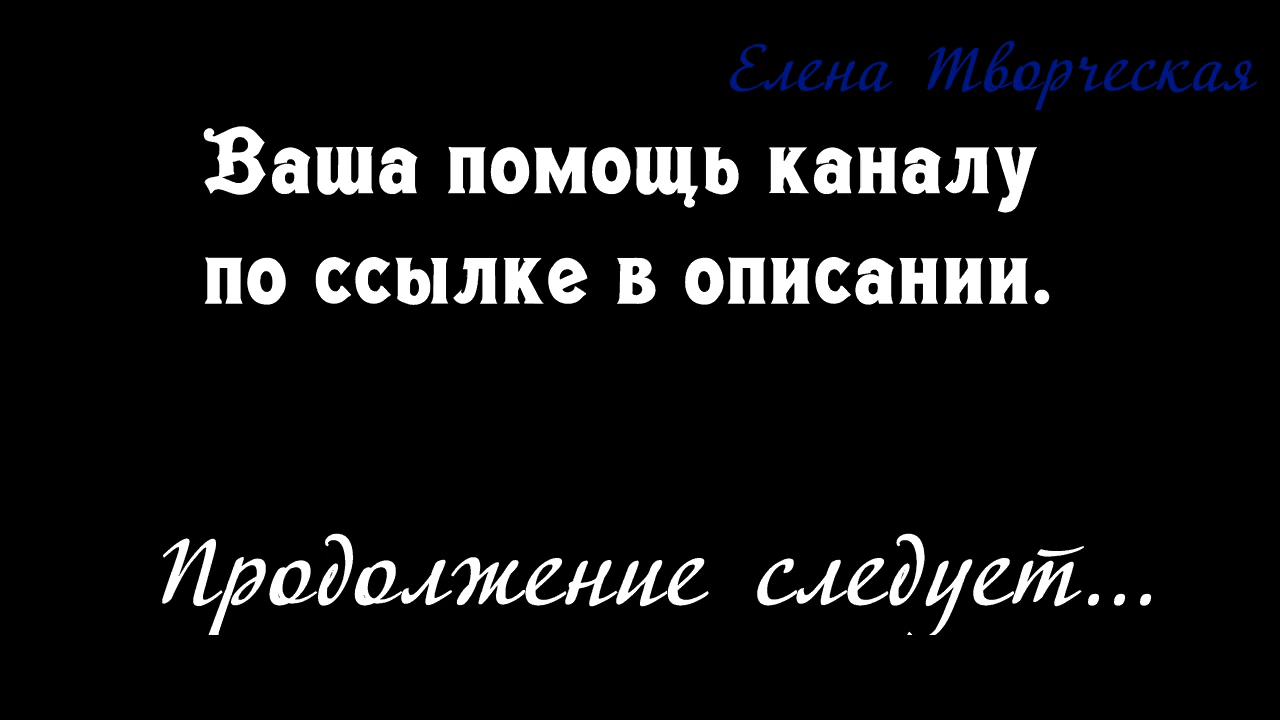 Елена Творческая
Ваша помощь каналу
по ссылке в описании.
Продолжение следует...